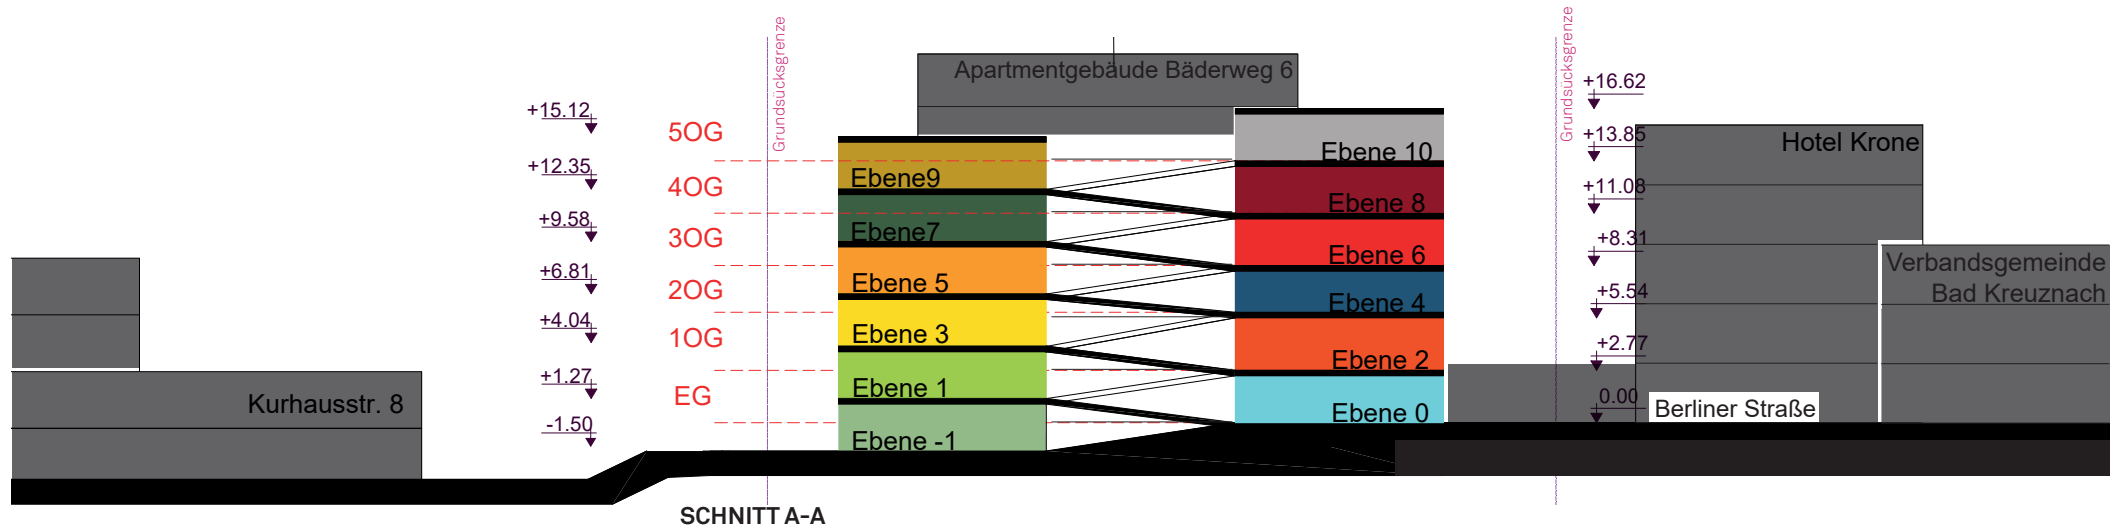 Grundsücksgrenze
Apartmentgebäude Bäderweg 6
Grundsücksgrenze
+15.12
+12.35
+9.58
+6.81
+4.04
+1.27
-1.50
5OG
4OG
3OG
2OG
1OG
EG
Ebene9
Ebene7
Ebene 5
Ebene 3
Ebene 1
Ebene -1
Ebene 10
Ebene 8
Ebene 6
Ebene 4
Ebene 2
Ebene 0
+16.62
+13.85
+11.08
+8.31
+5.54
+2.77
0.00
Hotel Krone
Verbandsgemeinde
Bad Kreuznach
Berliner Straße
Kurhausstr. 8
SCHNITT A-A